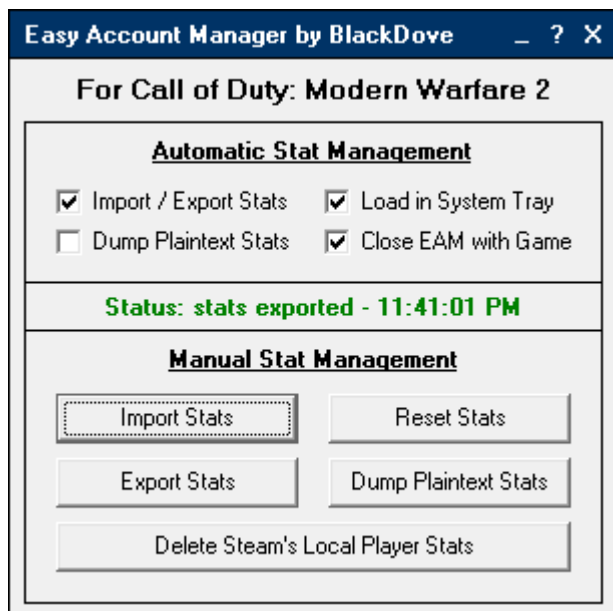 Easy Account Manager by BlackDove _ ? X
For Call of Duty: Modern Warfare 2
Automatic Stat Management
Import / Export Stats Load in System Tray
Dump Plaintext Stats Close EAM with Game
Status: stats exported - 11:41:01 PM
Manual Stat Management
Import Stats Reset Stats
Export Stats Dump Plaintext Stats
Delete Steam's Local Player Stats